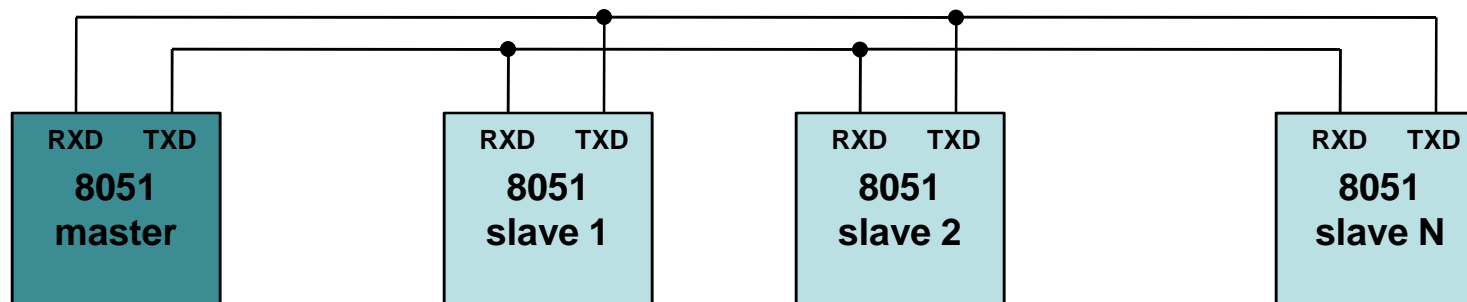 RXD TXD
8051
master
RXD TXD
8051
slave 1
RXD TXD
8051
slave 2
RXD TXD
8051
slave N